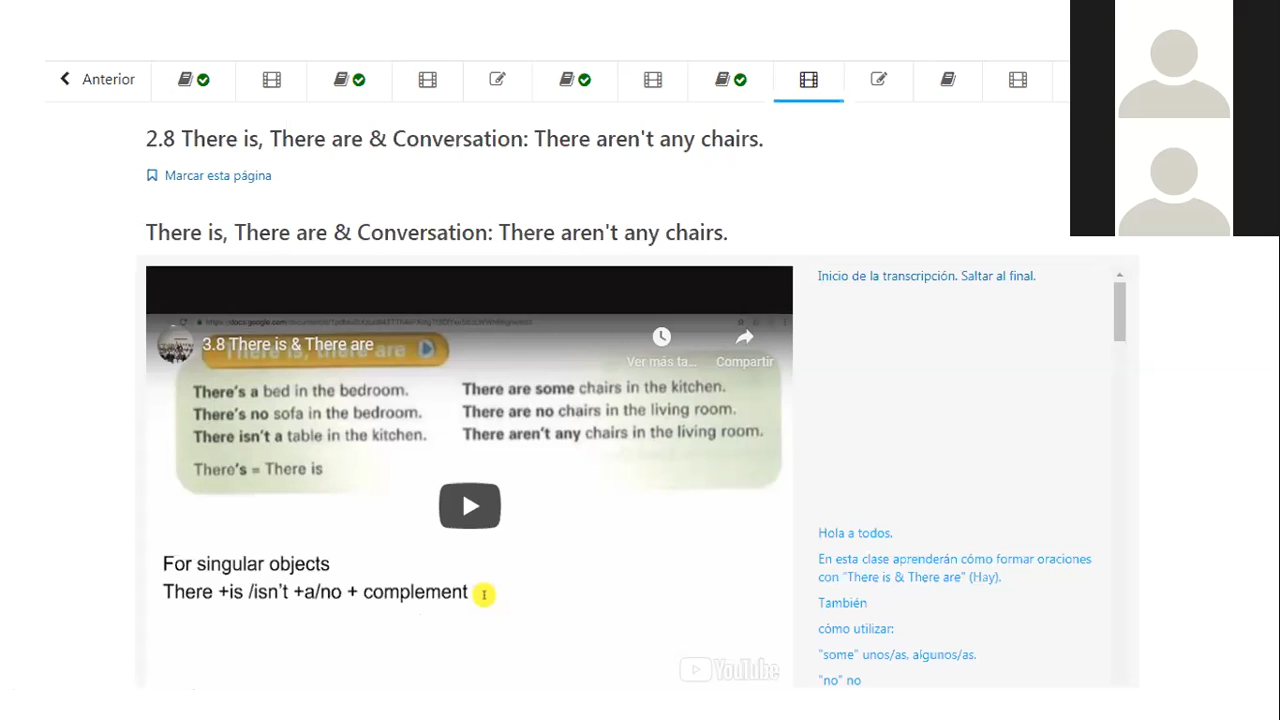 Anterior
2.8 There is, There are & Conversation: There aren't any chairs.
Marcar esta página
There is, There are & Conversation: There aren't any chairs.
3.8 There is & There are
Ver más ta...
Compartir
There's a bed in the bedroom.
There's no sofa in the bedroom.
There isn't a table in the kitchen.
There's = There is
There are some chairs in the kitchen.
There are no chairs in the living room.
There aren't any chairs in the living room.
For singular objects
There +is /isn't +a/no + complement
YouTube
Inicio de la transcripción. Saltar al final.
Hola a todos.
En esta clase aprenderán cómo formar oraciones
con "There is & There are" (Hay).
También
cómo utilizar:
"some" unos/as, algunos/as.
"no" no